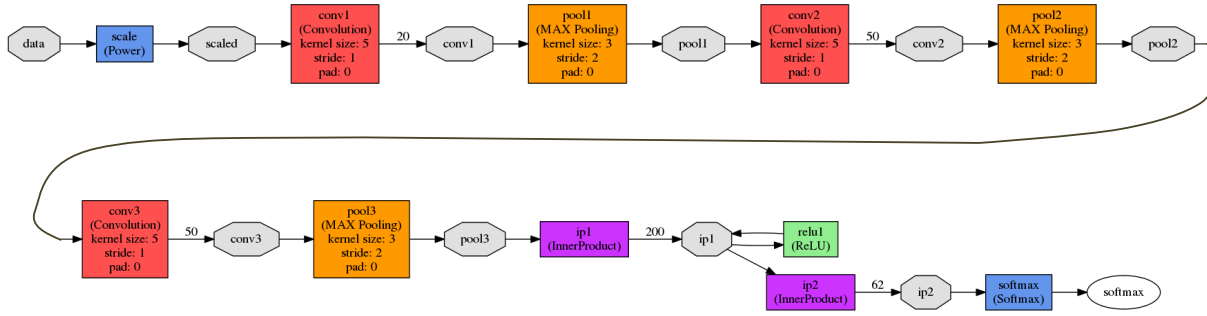 data
scale
(Power)
scaled
conv1
(Convolution)
kernel size: 5
stride: 1
pad: 0
20
conv1
pool1
(MAX Pooling)
kernel size: 3
stride: 2
pad: 0
pool1
conv2
(Convolution)
kernel size: 5
stride: 1
pad: 0
50
conv2
pool2
(MAX Pooling)
kernel size: 3
stride: 2
pad: 0
pool2
conv3
(Convolution)
kernel size: 5
stride: 1
pad: 0
50
conv3
pool3
(MAX Pooling)
kernel size: 3
stride: 2
pad: 0
pool3
ip1
(InnerProduct)
200
ip1
relu1
(ReLU)
ip2
(InnerProduct)
62
ip2
softmax
(Softmax)
softmax